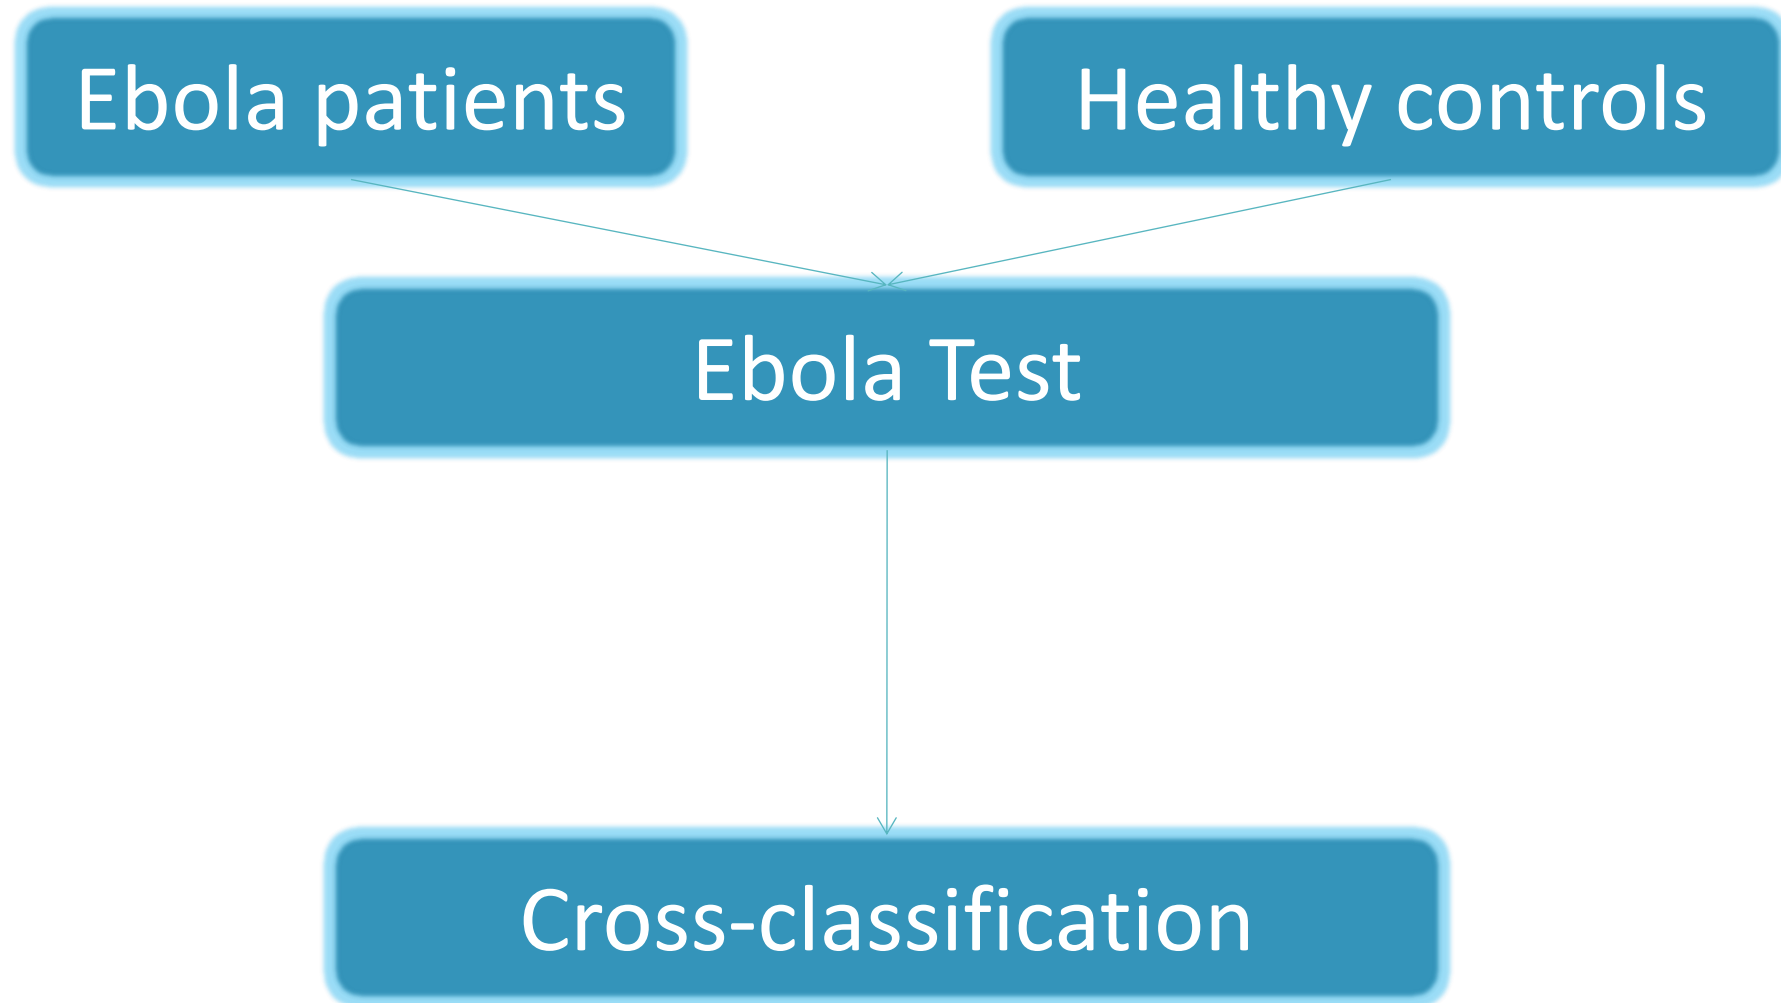 Ebola patients
Healthy controls
Ebola Test
Cross-classification